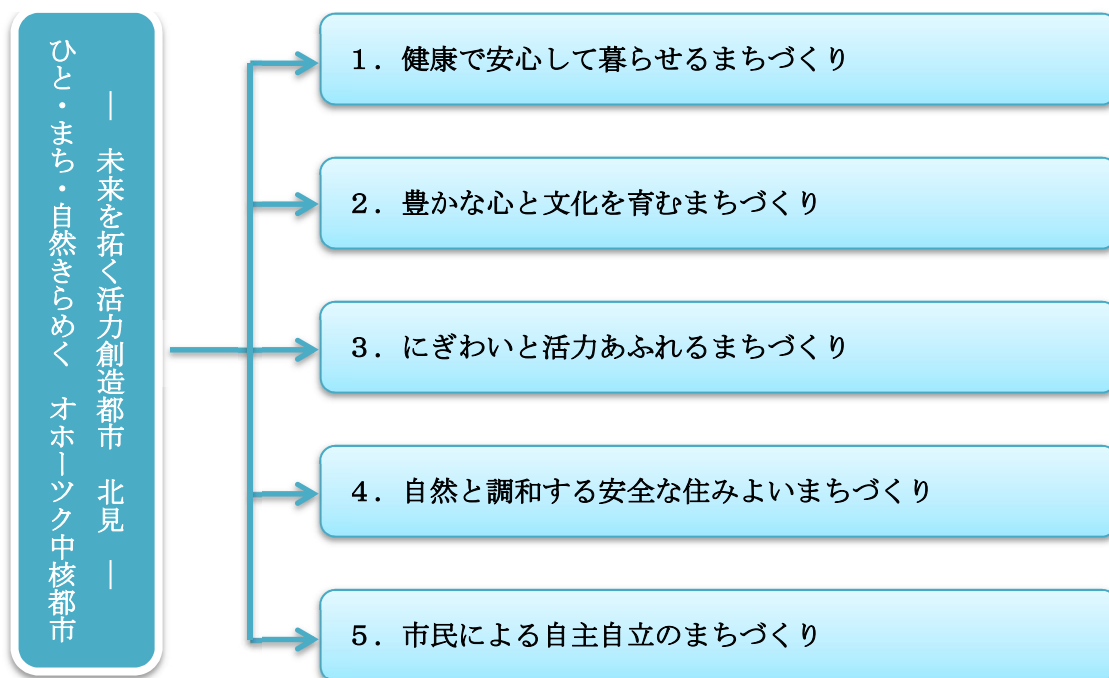 ― 未来を拓く活力創造都市 北見 ―
ひと・まち・自然きらめく オホーツク中核都市
１．健康で安心して暮らせるまちづくり
２．豊かな心と文化を育むまちづくり
３．にぎわいと活力あふれるまちづくり
４．自然と調和する安全な住みよいまちづくり
５．市民による自主自立のまちづくり